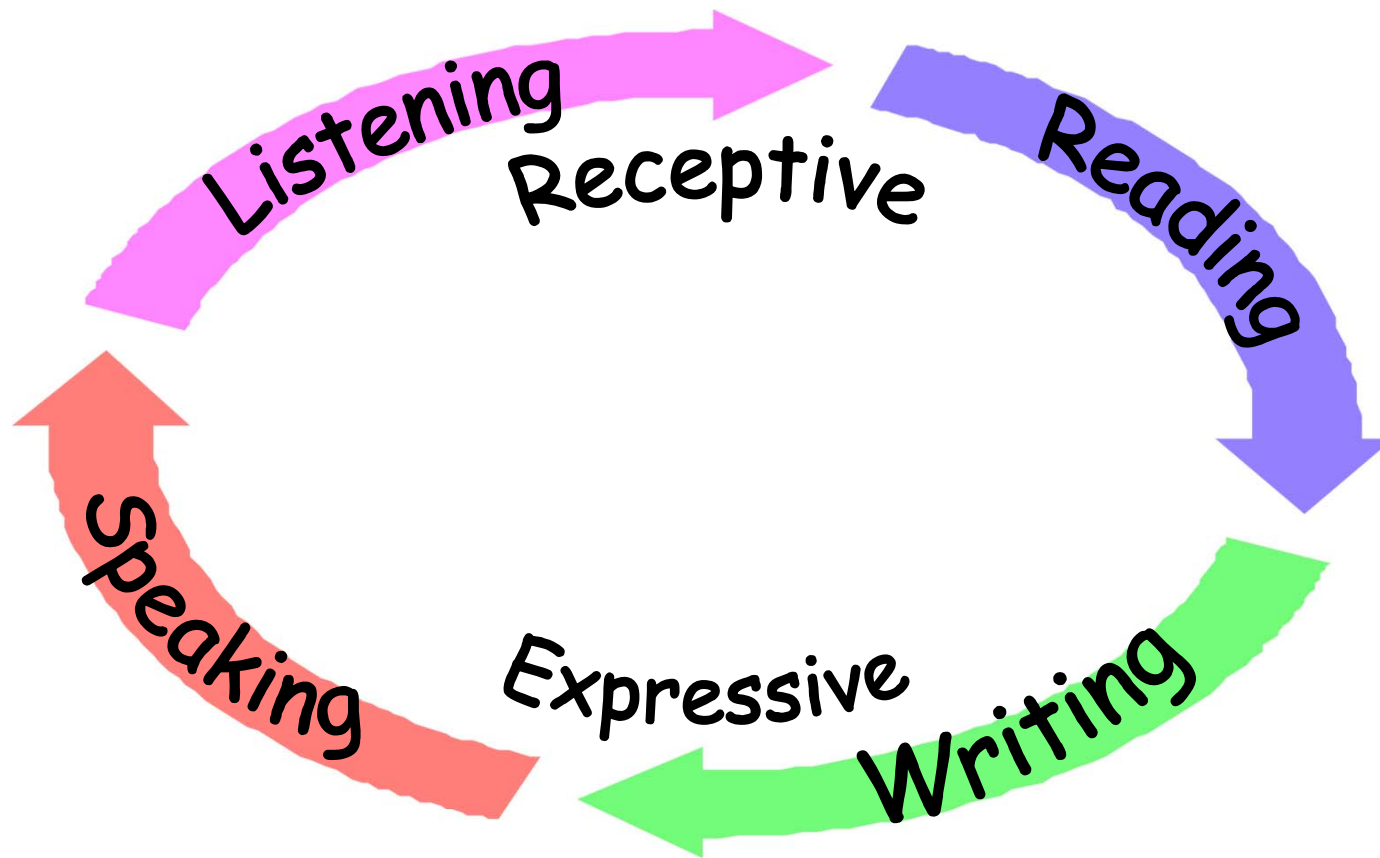 Listening
Receptive
Reading
Speaking
Expressive
Writing